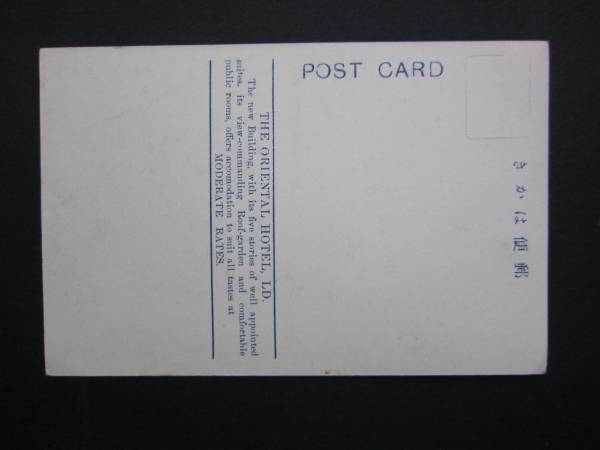 POST CARD
きかは便郵
THE ORIENTAL HOTEL, LD.
The new Building, with its five stories of well appointed
suites, its view-commanding Roof-garden and comfortable
public rooms, offers accomodation to suit all tastes at
MODERATE RATES.